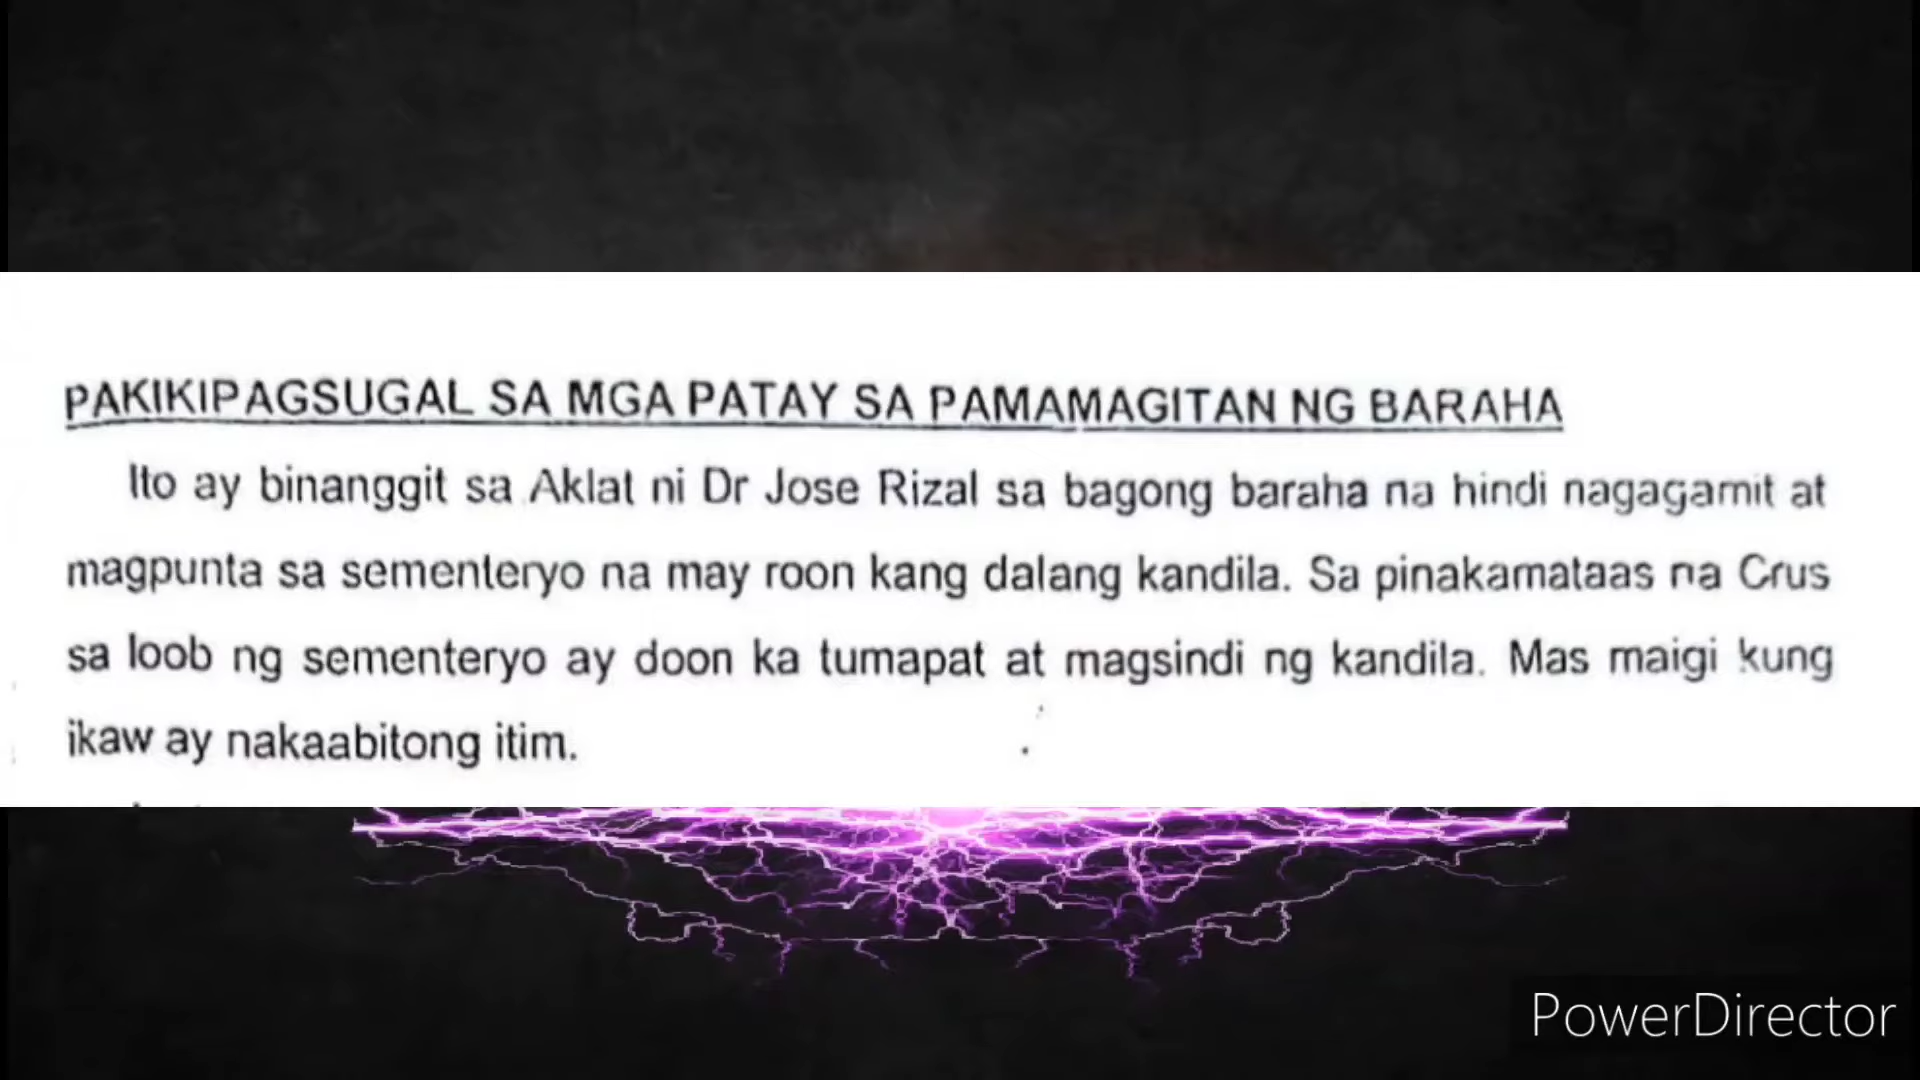 PAKIKIPAGSUGAL SA MGA PATAY SA PAMAMAGITAN NG BARAHA
Ito ay binanggit sa Aklat ni Dr Jose Rizal sa bagong baraha na hindi nagagamit at
magpunta sa sementeryo na may roon kang dalang kandila. Sa pinakamataas na Crus
sa loob ng sementeryo ay doon ka tumapat at magsindi ng kandila. Mas maigi kung
ikaw ay nakaabitong itim.
PowerDirector